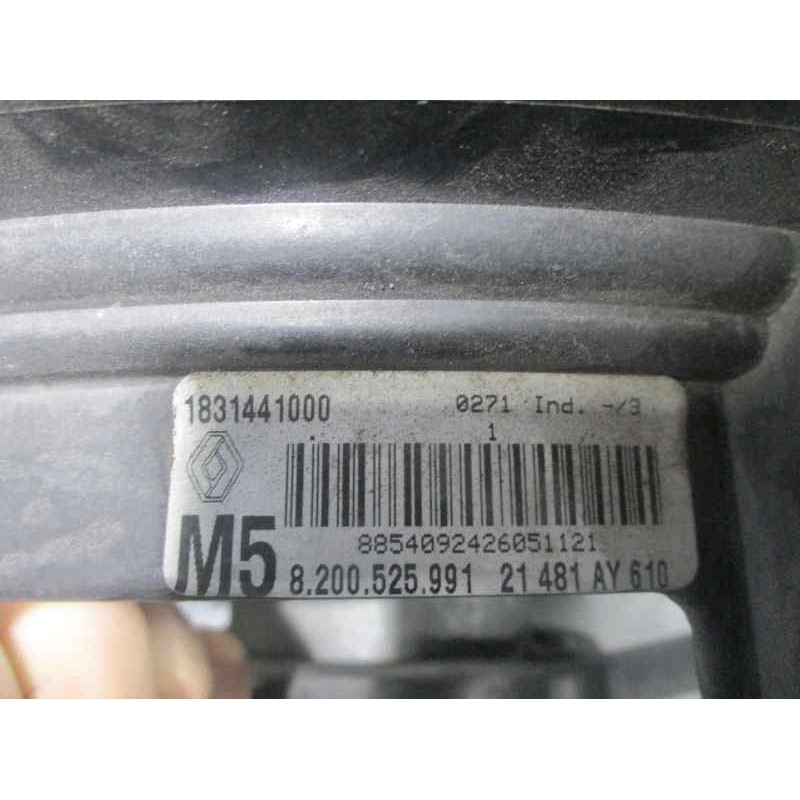 1831441000 0271 Ind. -/3
1
8854092426051121
M5 8.200.525.991 21 481 AY 610